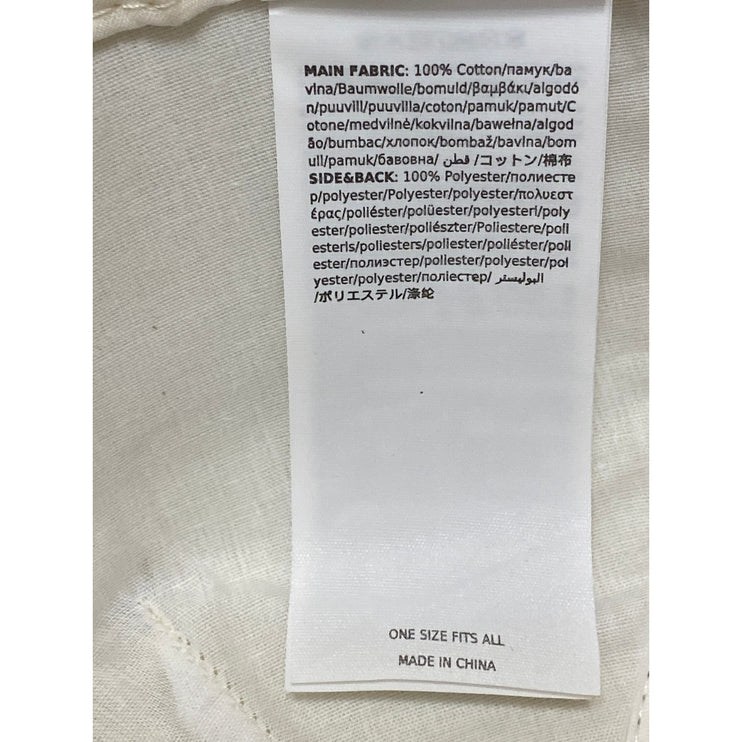 MAIN FABRIC: 100% Cotton/памук/ba
vlna/Baumwolle/bomuld/βαμβάκι/algodó
n/puuvill/puuvilla/coton/pamuk/pamut/C
otone/medvilnė/kokvilna/bawełna/algod
ão/bumbac/хлопок/bombaž/bavlna/bom
ull/pamuk/бавовна/ قطن /コットン/棉布
SIDE&BACK: 100% Polyester/полиесте
р/polyester/Polyester/polyester/πολυεστ
έρας/poliéster/polüester/polyesteri/poly
ester/poliester/poliészter/Poliestere/poli
esteris/poliesters/poliester/poliéster/poli
ester/полиэстер/poliester/polyester/pol
yester/polyester/поліестер/ البوليستر
/ポリエステル/涤纶
ONE SIZE FITS ALL
MADE IN CHINA